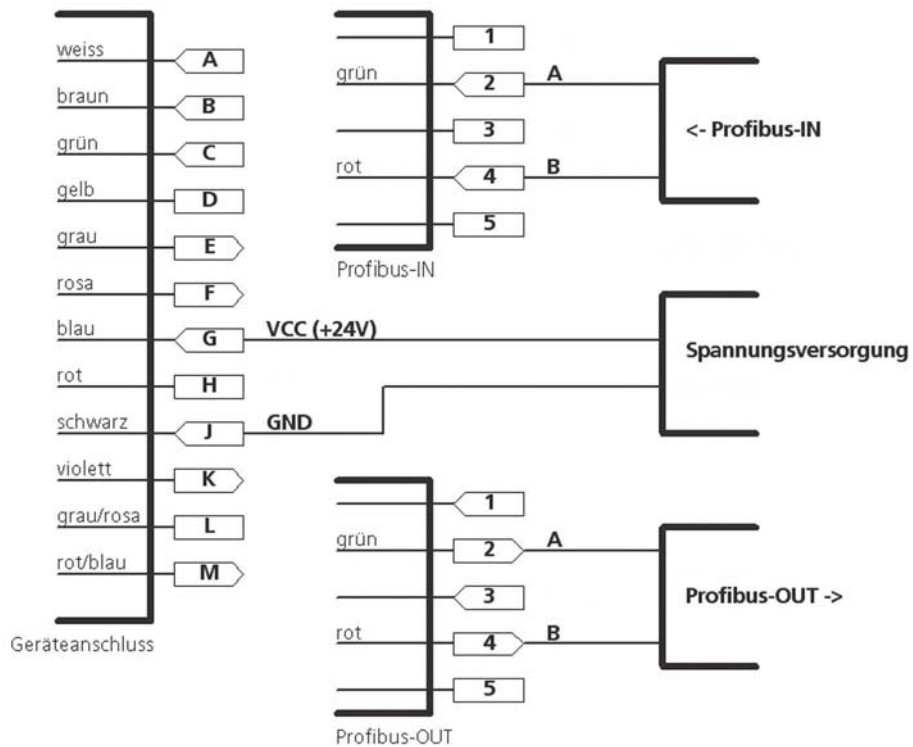 weiss
A
braun
B
grün
C
gelb
D
grau
E
rosa
F
blau
G
VCC (+24V)
rot
H
schwarz
J
GND
violett
K
grau/rosa
L
rot/blau
M
Geräteanschluss
1
grün
2
A
3
rot
4
B
5
Profibus-IN
<- Profibus-IN
Spannungsversorgung
1
grün
2
A
3
rot
4
B
5
Profibus-OUT
Profibus-OUT ->